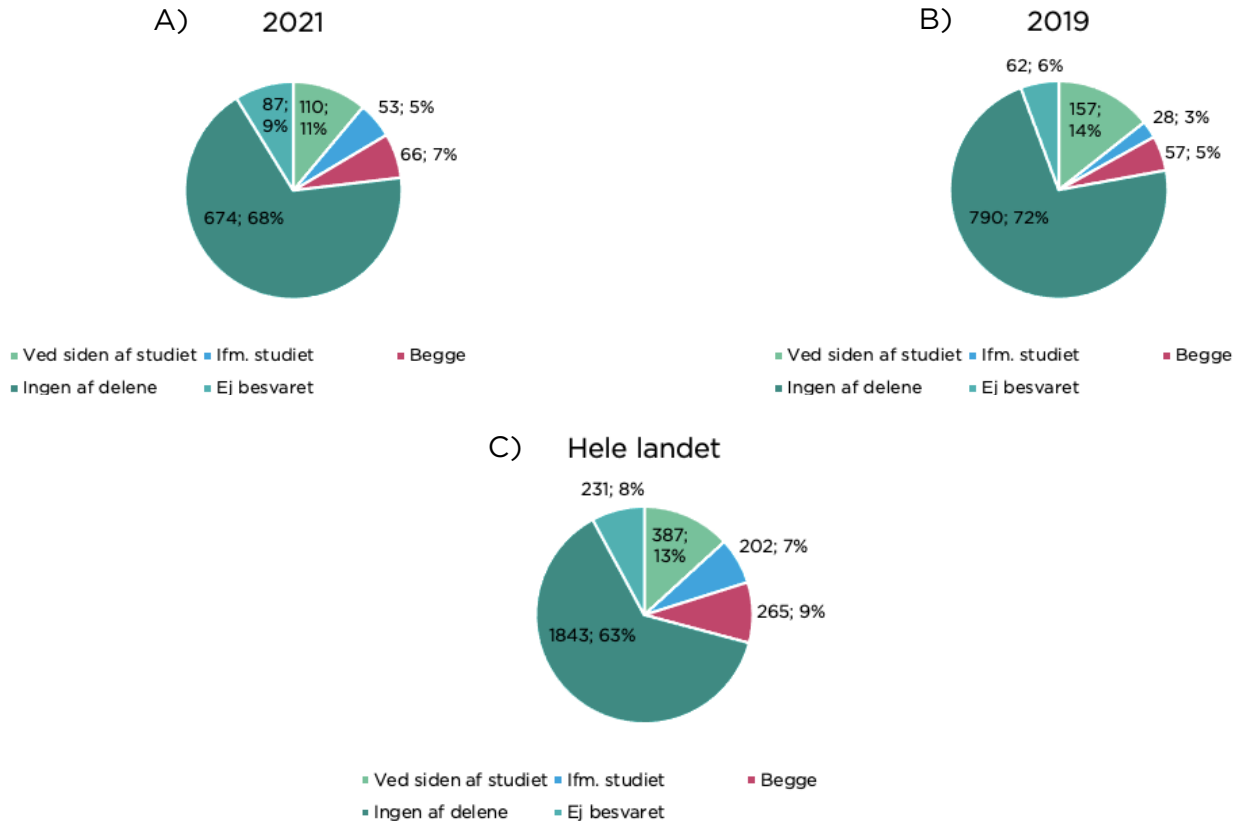 A) 2021
87; 9%
110; 11%
53; 5%
66; 7%
674; 68%
Ved siden af studiet Ifm. studiet Begge
Ingen af delene Ej besvaret
B) 2019
62; 6%
157; 14%
28; 3%
57; 5%
790; 72%
Ved siden af studiet Ifm. studiet Begge
Ingen af delene Ej besvaret
C) Hele landet
231; 8%
387; 13%
202; 7%
265; 9%
1843; 63%
Ved siden af studiet Ifm. studiet Begge
Ingen af delene Ej besvaret